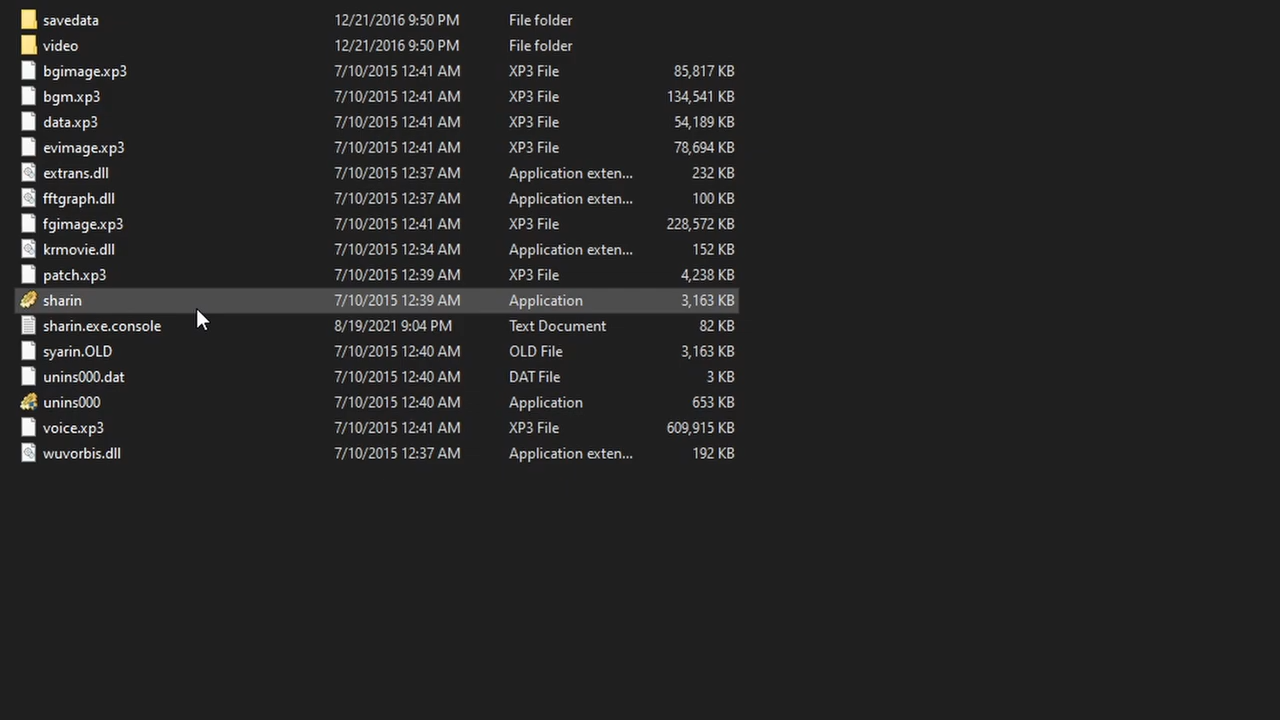 savedata 12/21/2016 9:50 PM File folder
video 12/21/2016 9:50 PM File folder
bgimage.xp3 7/10/2015 12:41 AM XP3 File 85,817 KB
bgm.xp3 7/10/2015 12:41 AM XP3 File 134,541 KB
data.xp3 7/10/2015 12:41 AM XP3 File 54,189 KB
evimage.xp3 7/10/2015 12:41 AM XP3 File 78,694 KB
extrans.dll 7/10/2015 12:37 AM Application exten... 232 KB
fftgraph.dll 7/10/2015 12:37 AM Application exten... 100 KB
fgimage.xp3 7/10/2015 12:41 AM XP3 File 228,572 KB
krmovie.dll 7/10/2015 12:34 AM Application exten... 152 KB
patch.xp3 7/10/2015 12:39 AM XP3 File 4,238 KB
sharin 7/10/2015 12:39 AM Application 3,163 KB
sharin.exe.console 8/19/2021 9:04 PM Text Document 82 KB
syarin.OLD 7/10/2015 12:40 AM OLD File 3,163 KB
unins000.dat 7/10/2015 12:40 AM DAT File 3 KB
unins000 7/10/2015 12:40 AM Application 653 KB
voice.xp3 7/10/2015 12:41 AM XP3 File 609,915 KB
wuvorbis.dll 7/10/2015 12:37 AM Application exten... 192 KB